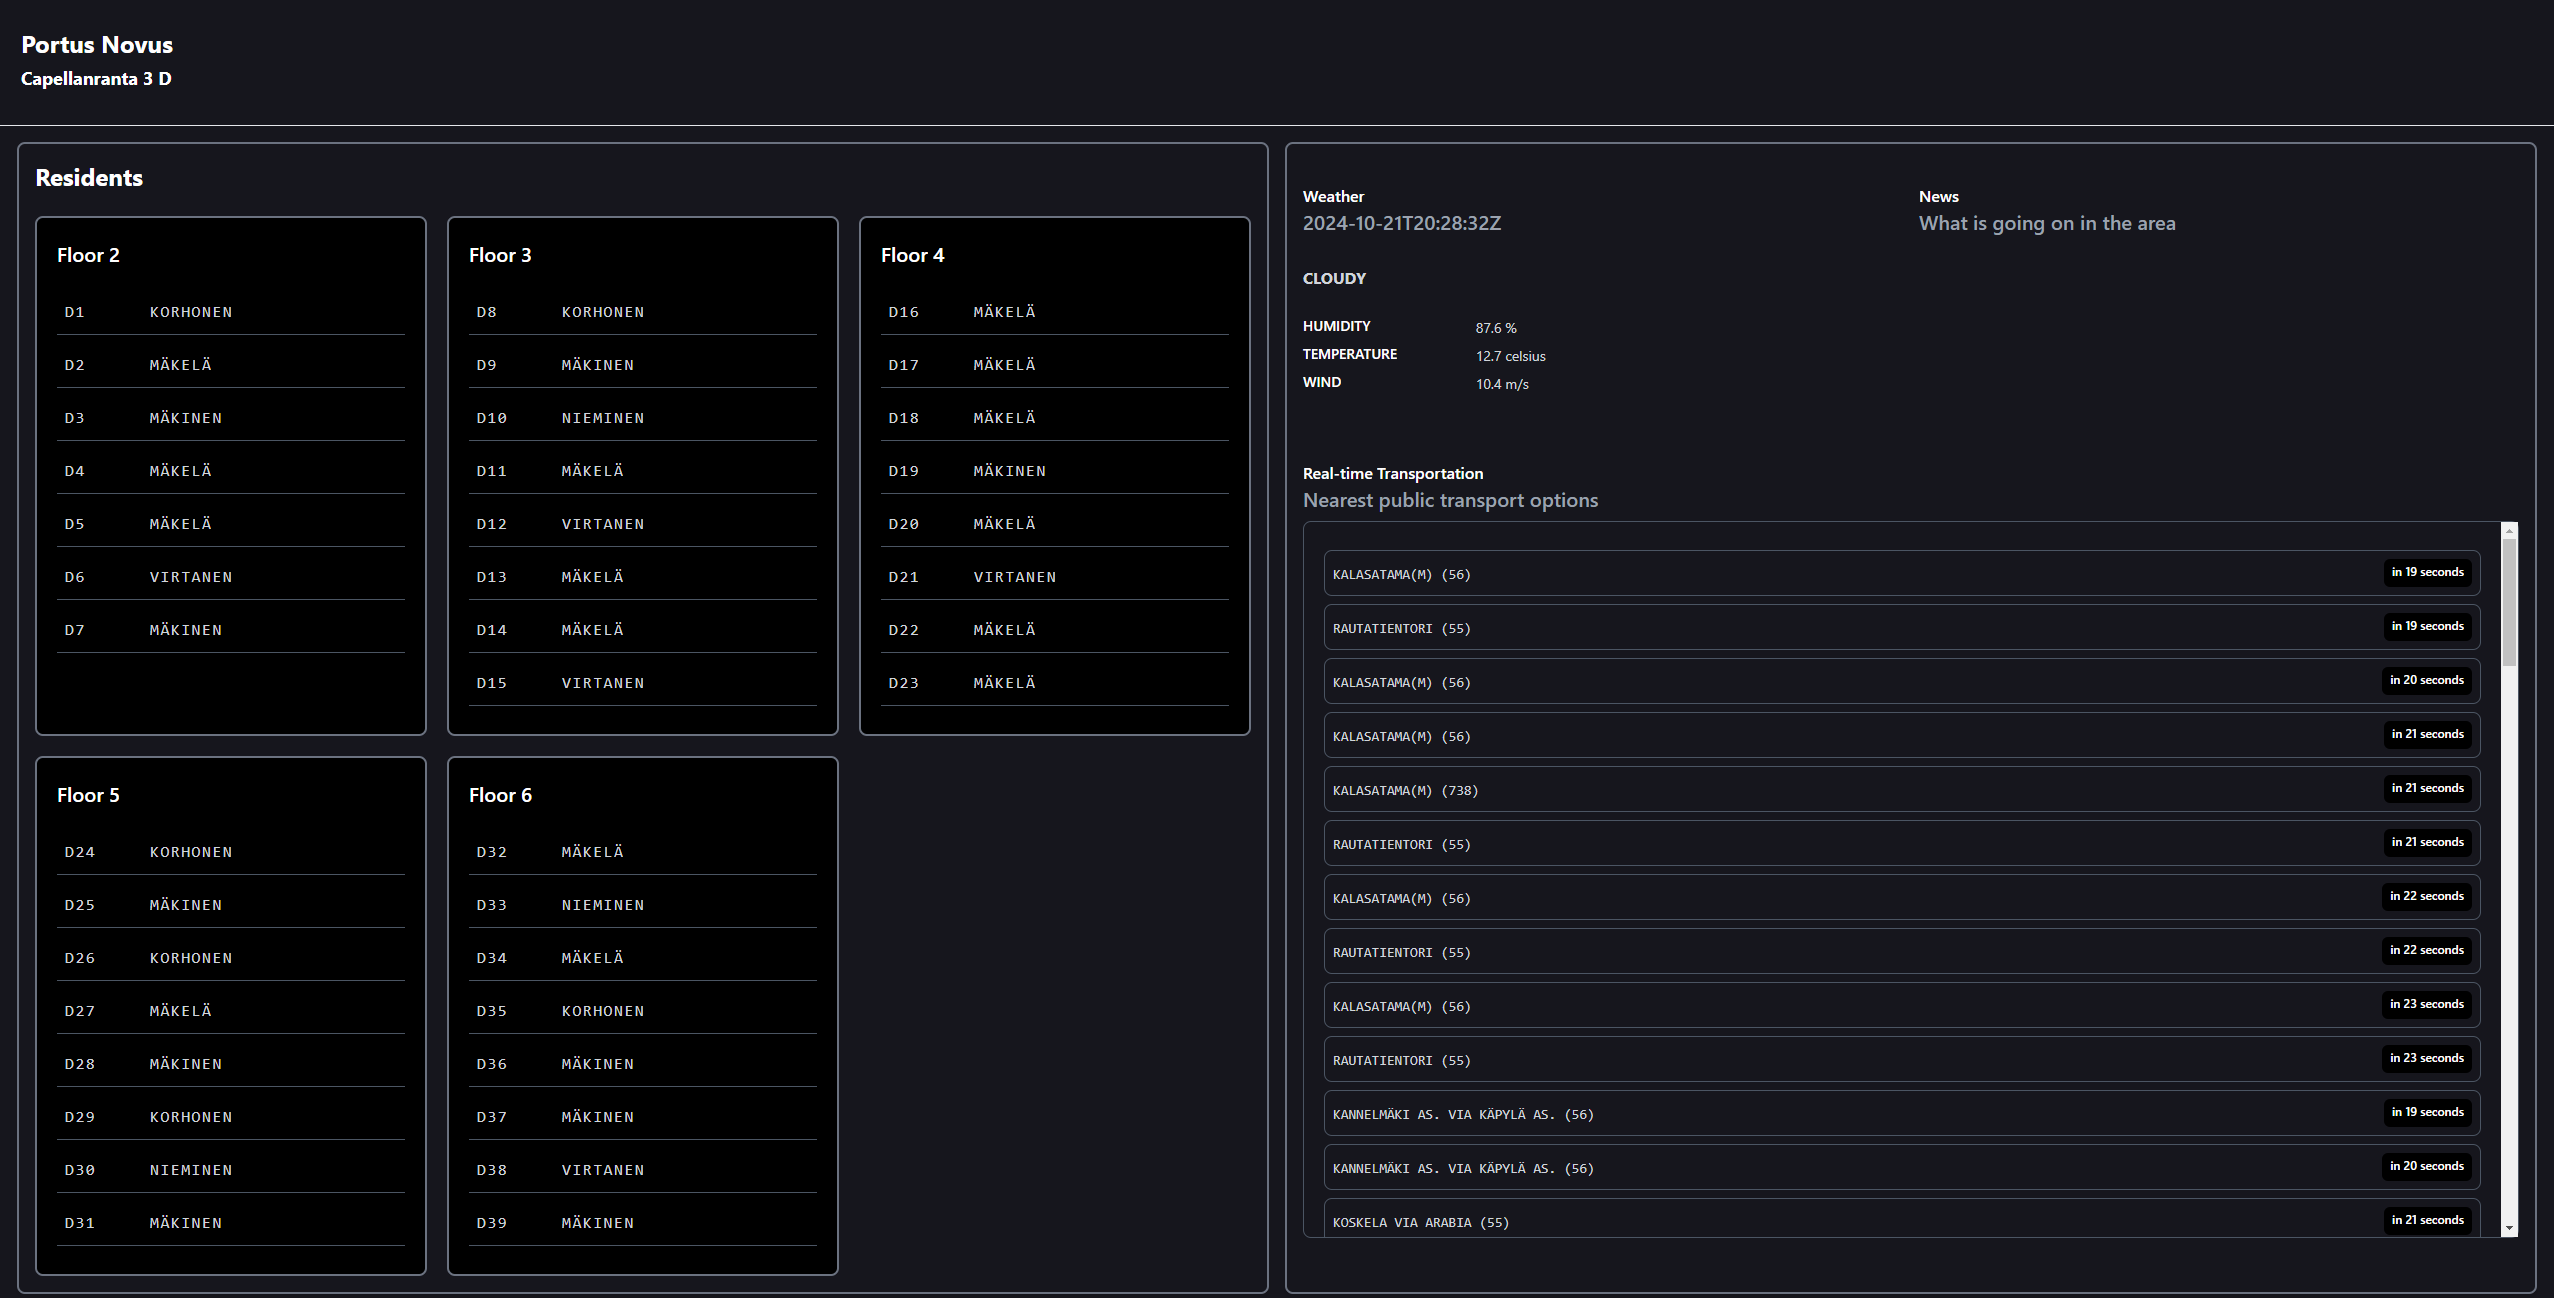 Portus Novus
Capellanranta 3 D
Residents
Floor 2
D1 KORHONEN
D2 MÄKELÄ
D3 MÄKINEN
D4 MÄKELÄ
D5 MÄKELÄ
D6 VIRTANEN
D7 MÄKINEN
Floor 3
D8 KORHONEN
D9 MÄKINEN
D10 NIEMINEN
D11 MÄKELÄ
D12 VIRTANEN
D13 MÄKELÄ
D14 MÄKELÄ
D15 VIRTANEN
Floor 4
D16 MÄKELÄ
D17 MÄKELÄ
D18 MÄKELÄ
D19 MÄKINEN
D20 MÄKELÄ
D21 VIRTANEN
D22 MÄKELÄ
D23 MÄKELÄ
Floor 5
D24 KORHONEN
D25 MÄKINEN
D26 KORHONEN
D27 MÄKELÄ
D28 MÄKINEN
D29 KORHONEN
D30 NIEMINEN
D31 MÄKINEN
Floor 6
D32 MÄKELÄ
D33 NIEMINEN
D34 MÄKELÄ
D35 KORHONEN
D36 MÄKINEN
D37 MÄKINEN
D38 VIRTANEN
D39 MÄKINEN
Weather
2024-10-21T20:28:32Z
CLOUDY
HUMIDITY 87.6 %
TEMPERATURE 12.7 celsius
WIND 10.4 m/s
News
What is going on in the area
Real-time Transportation
Nearest public transport options
KALASATAMA(M) (56) in 19 seconds
RAUTATIENTORI (55) in 19 seconds
KALASATAMA(M) (56) in 20 seconds
KALASATAMA(M) (56) in 21 seconds
KALASATAMA(M) (738) in 21 seconds
RAUTATIENTORI (55) in 21 seconds
KALASATAMA(M) (56) in 22 seconds
RAUTATIENTORI (55) in 22 seconds
KALASATAMA(M) (56) in 23 seconds
RAUTATIENTORI (55) in 23 seconds
KANNELMÄKI AS. VIA KÄPYLÄ AS. (56) in 19 seconds
KANNELMÄKI AS. VIA KÄPYLÄ AS. (56) in 20 seconds
KOSKELA VIA ARABIA (55) in 21 seconds